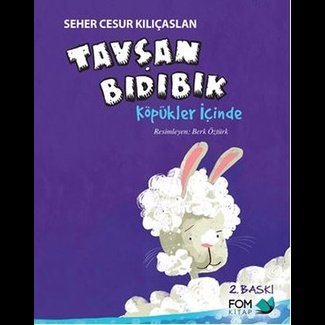 SEHER CESUR KILIÇASLAN
TAVŞAN
BIDIBIK
Köpükler İçinde
Resimleyen: Berk Öztürk
2. BASKI
FOM
KİTAP